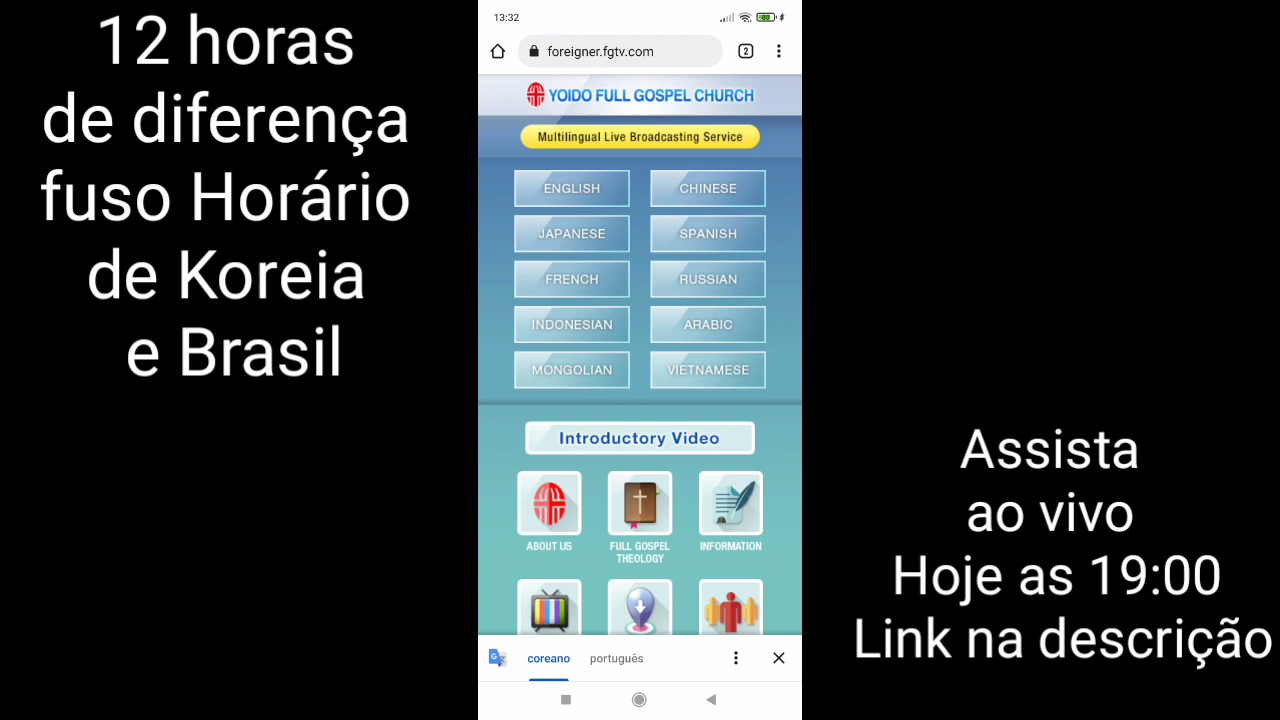 12 horas
de diferença
fuso Horário
de Koreia
e Brasil
13:32
foreigner.fgtv.com
2
YOIDO FULL GOSPEL CHURCH
Multilingual Live Broadcasting Service
ENGLISH
CHINESE
JAPANESE
SPANISH
FRENCH
RUSSIAN
INDONESIAN
ARABIC
MONGOLIAN
VIETNAMESE
Introductory Video
ABOUT US
FULL GOSPEL
THEOLOGY
INFORMATION
coreano
português
Assista
ao vivo
Hoje as 19:00
Link na descrição